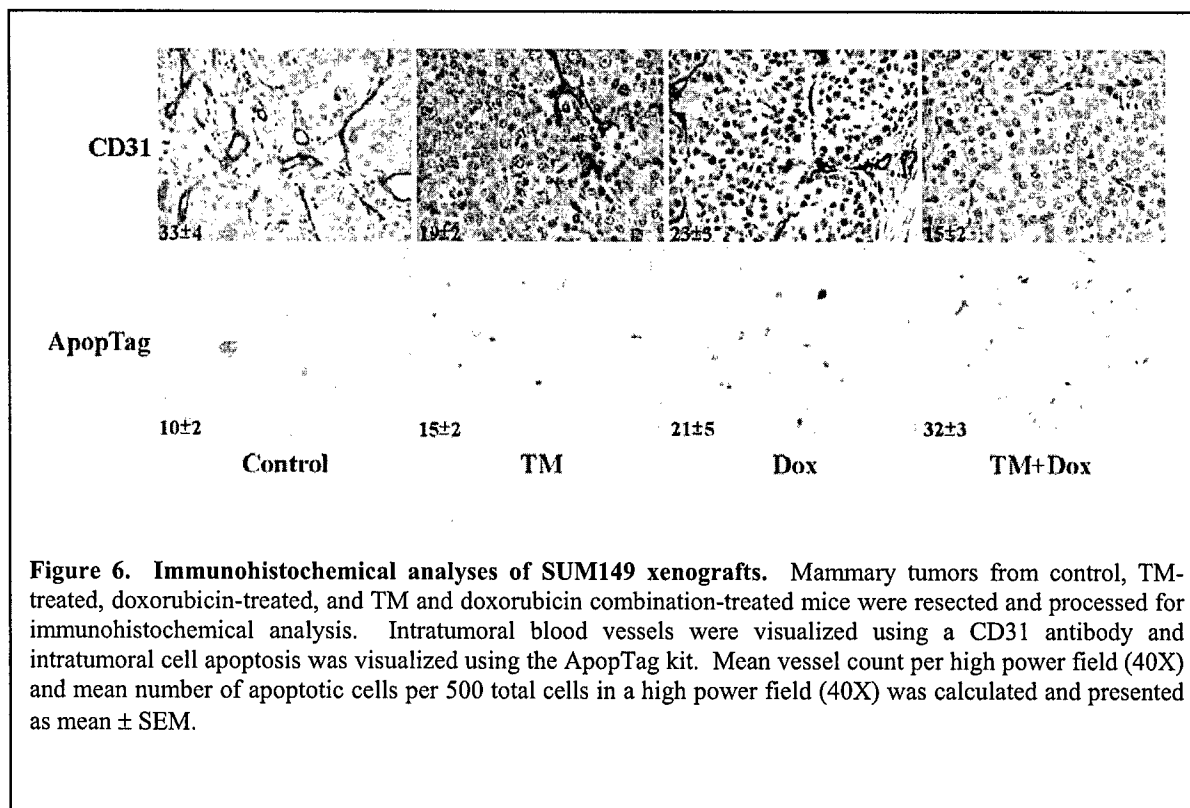 CD31
33±4
19±2
23±5
15±2
ApopTag
10±2
15±2
21±5
32±3
Control
TM
Dox
TM+Dox
Figure 6. Immunohistochemical analyses of SUM149 xenografts. Mammary tumors from control, TM-
treated, doxorubicin-treated, and TM and doxorubicin combination-treated mice were resected and processed for
immunohistochemical analysis. Intratumoral blood vessels were visualized using a CD31 antibody and
intratumoral cell apoptosis was visualized using the ApopTag kit. Mean vessel count per high power field (40X)
and mean number of apoptotic cells per 500 total cells in a high power field (40X) was calculated and presented
as mean ± SEM.